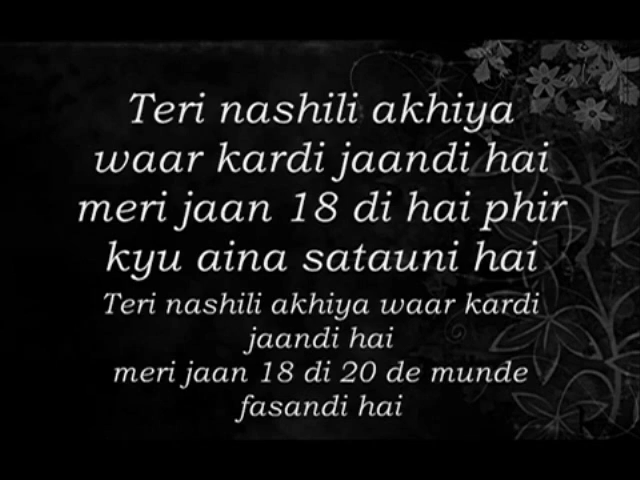 Teri nashili akhiya
waar kardi jaandi hai
meri jaan 18 di hai phir
kyu aina satauni hai
Teri nashili akhiya waar kardi
jaandi hai
meri jaan 18 di 20 de munde
fasandi hai